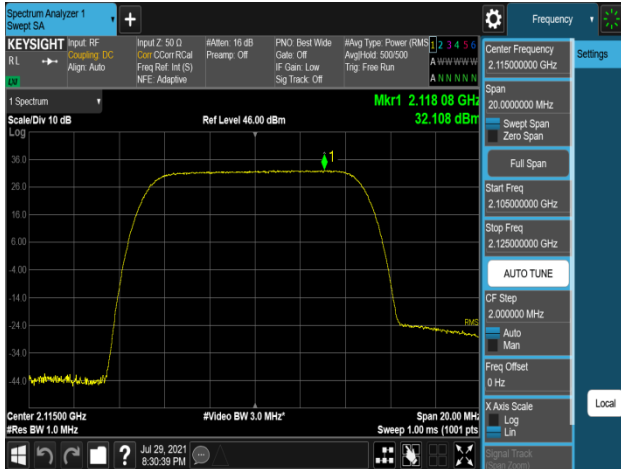 Spectrum Analyzer 1
Swept SA
+
Frequency
KEYSIGHT
RL
LU
Input: RF
Coupling: DC
Align: Auto
Input Z: 50 Ω
Corr CCorr RCal
Freq Ref: Int (S)
NFE: Adaptive
#Atten: 16 dB
Preamp: Off
PNO: Best Wide
Gate: Off
IF Gain: Low
Sig Track: Off
#Avg Type: Power (RMS
Avg|Hold: 500/500
Trig: Free Run
1 2 3 4 5 6
A W W W W W
A N N N N N
1 Spectrum
Scale/Div 10 dB
Log
Ref Level 46.00 dBm
Mkr1 2.118 08 GHz
32.108 dBm
36.0
26.0
16.0
6.00
-4.00
-14.0
-24.0
-34.0
-44.0
1
RMS
Center 2.11500 GHz
#Res BW 1.0 MHz
#Video BW 3.0 MHz*
Span 20.00 MHz
Sweep 1.00 ms (1001 pts
Center Frequency
2.115000000 GHz
Span
20.0000000 MHz
Swept Span
Zero Span
Full Span
Start Freq
2.105000000 GHz
Stop Freq
2.125000000 GHz
AUTO TUNE
CF Step
2.000000 MHz
Auto
Man
Freq Offset
0 Hz
X Axis Scale
Log
Lin
Signal Track
(Span Zoom)
Settings
Local
?
Jul 29, 2021
8:30:39 PM